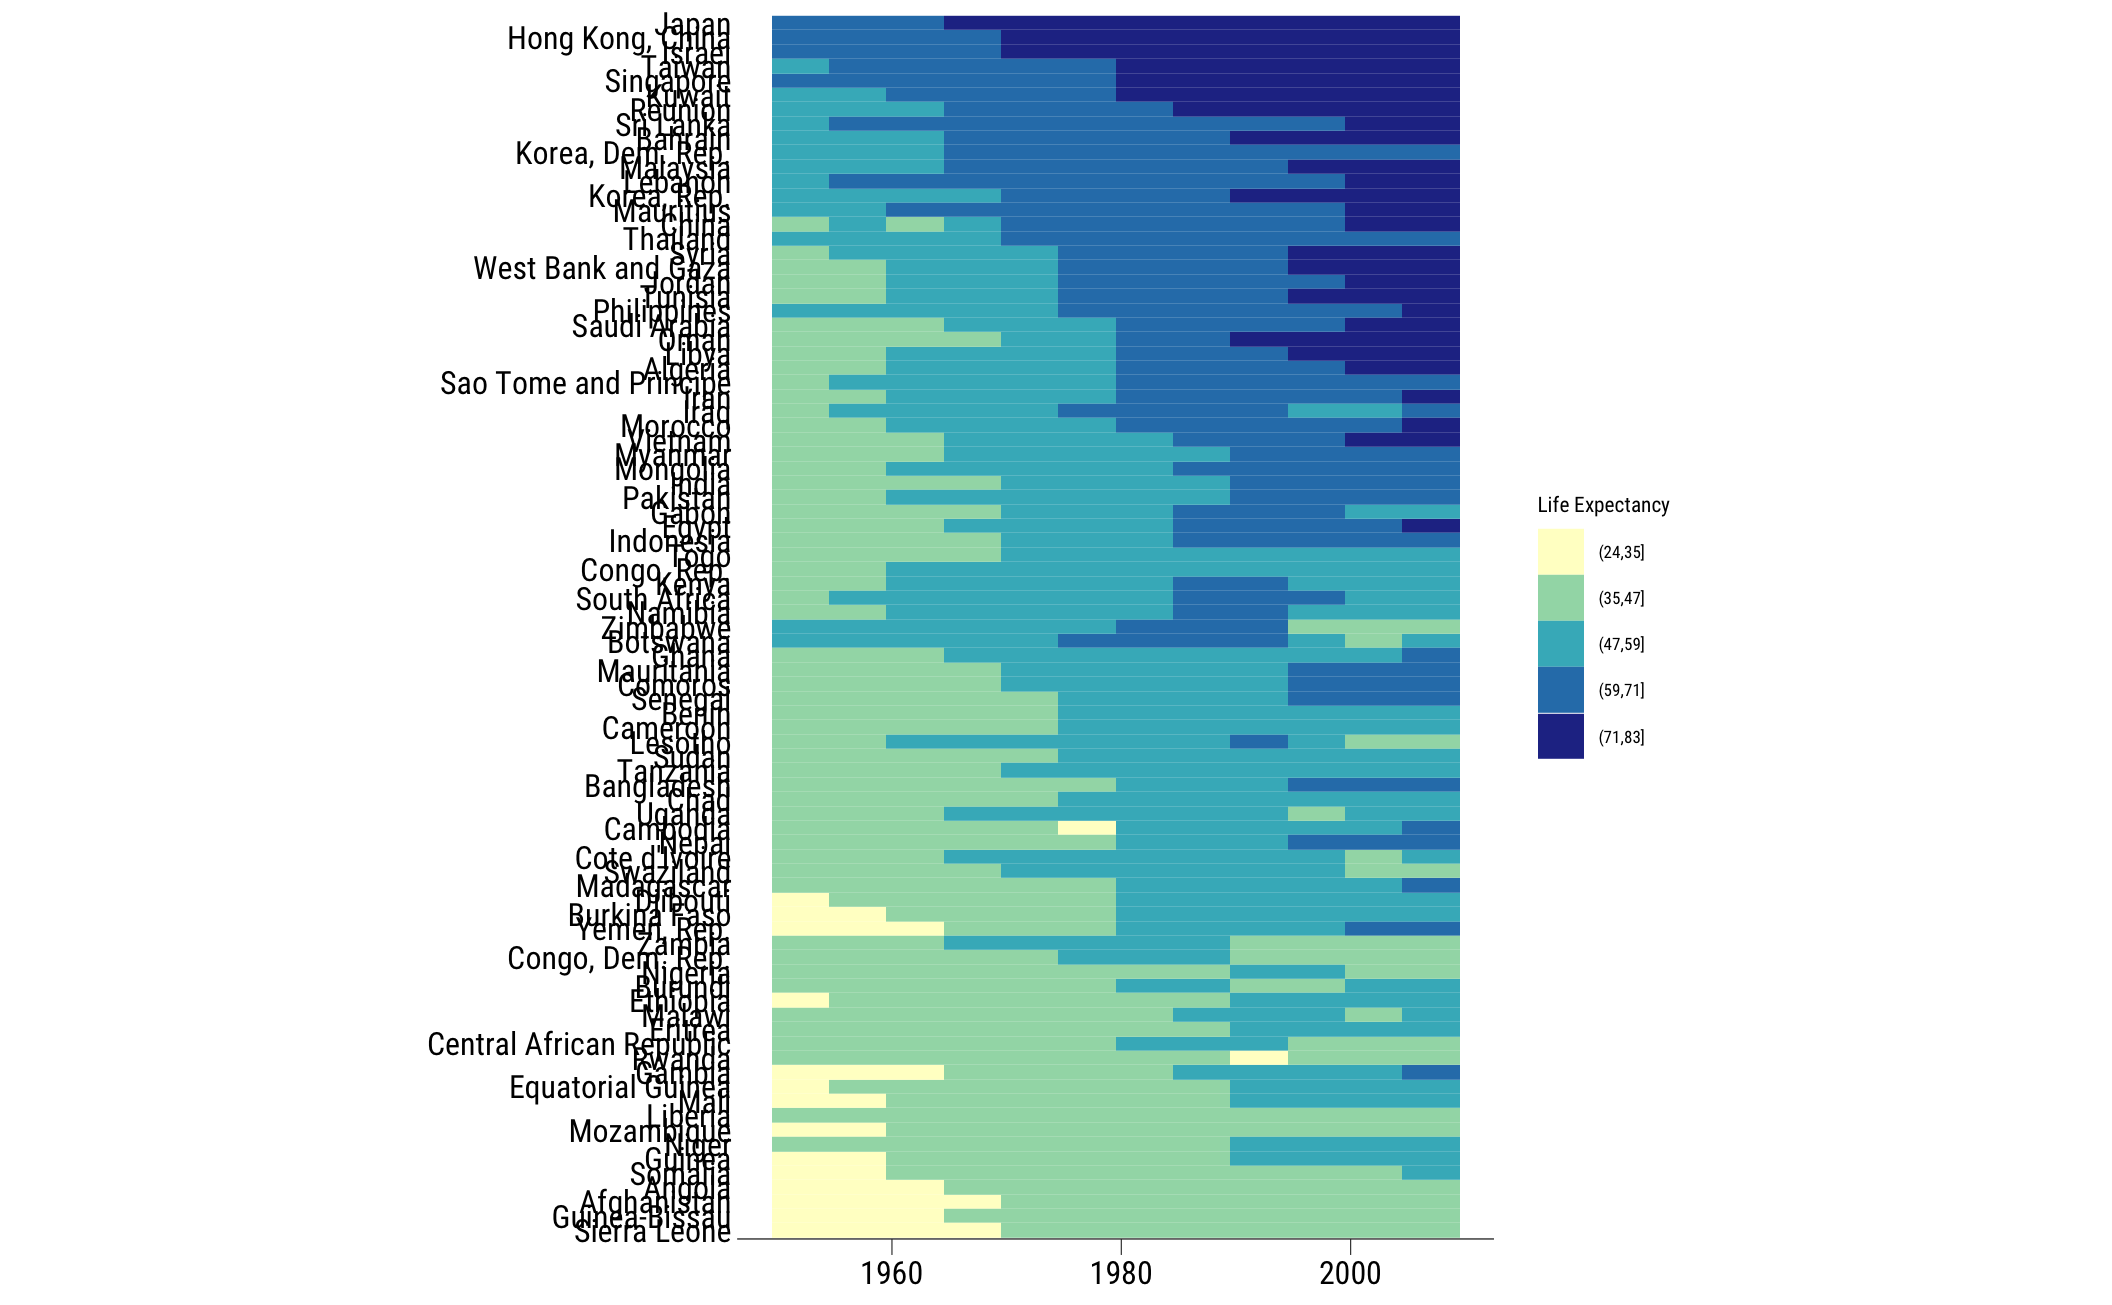 Japan
Hong Kong, China
Israel
Taiwan
Singapore
Kuwait
Reunion
Sri Lanka
Bahrain
Korea, Dem. Rep.
Malaysia
Lebanon
Korea, Rep.
Mauritius
China
Thailand
Syria
West Bank and Gaza
Jordan
Tunisia
Philippines
Saudi Arabia
Oman
Libya
Algeria
Sao Tome and Principe
Iran
Iraq
Morocco
Vietnam
Myanmar
Mongolia
India
Pakistan
Gabon
Egypt
Indonesia
Togo
Congo, Rep.
Kenya
South Africa
Namibia
Zimbabwe
Botswana
Ghana
Mauritania
Comoros
Senegal
Benin
Cameroon
Lesotho
Sudan
Tanzania
Bangladesh
Chad
Uganda
Cambodia
Nepal
Cote d'Ivoire
Swaziland
Madagascar
Djibouti
Burkina Faso
Yemen, Rep.
Zambia
Congo, Dem. Rep.
Nigeria
Burundi
Ethiopia
Malawi
Eritrea
Central African Republic
Rwanda
Gambia
Equatorial Guinea
Mali
Liberia
Mozambique
Niger
Guinea
Somalia
Angola
Afghanistan
Guinea-Bissau
Sierra Leone
1960 1980 2000
Life Expectancy
(24,35]
(35,47]
(47,59]
(59,71]
(71,83]